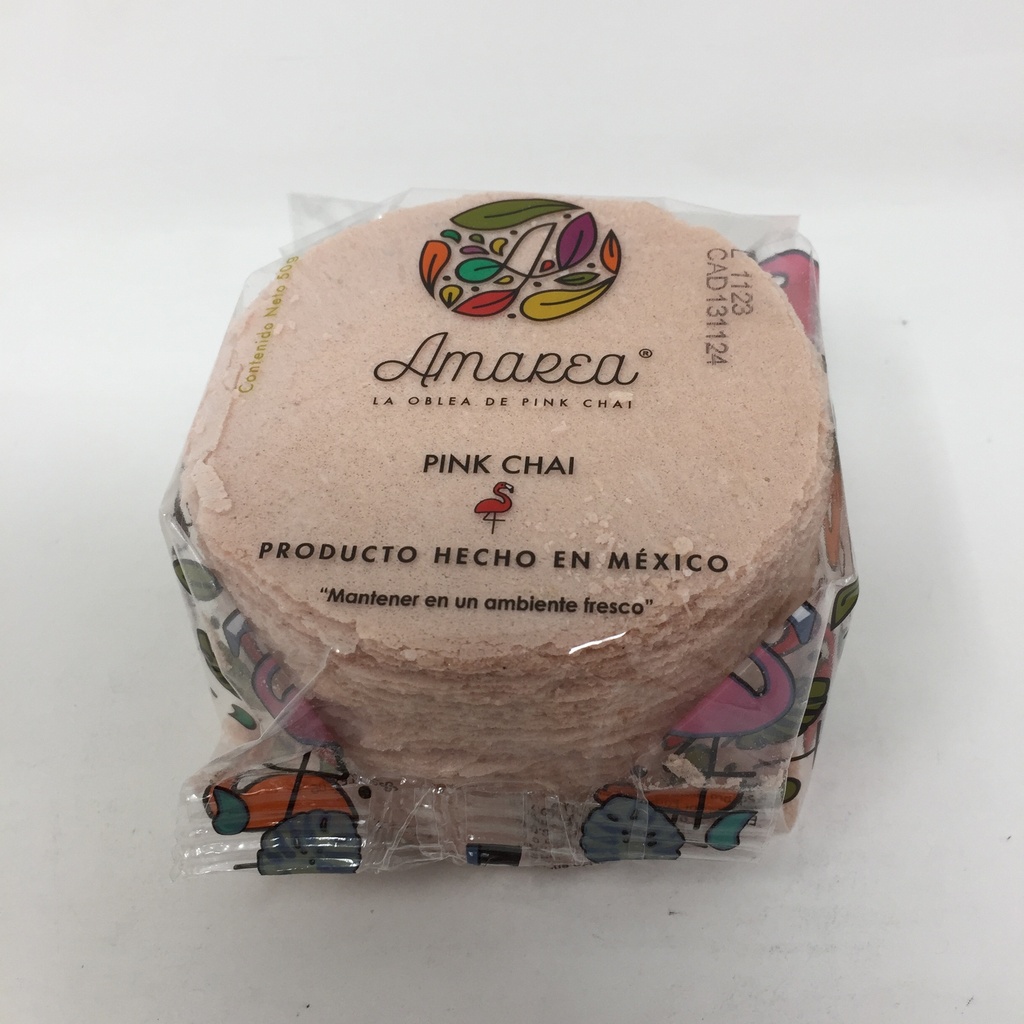 Contenido Neto 50g
L 1123
CAD131124
Amarea®
LA OBLEA DE PINK CHAI
PINK CHAI
PRODUCTO HECHO EN MÉXICO
“Mantener en un ambiente fresco”